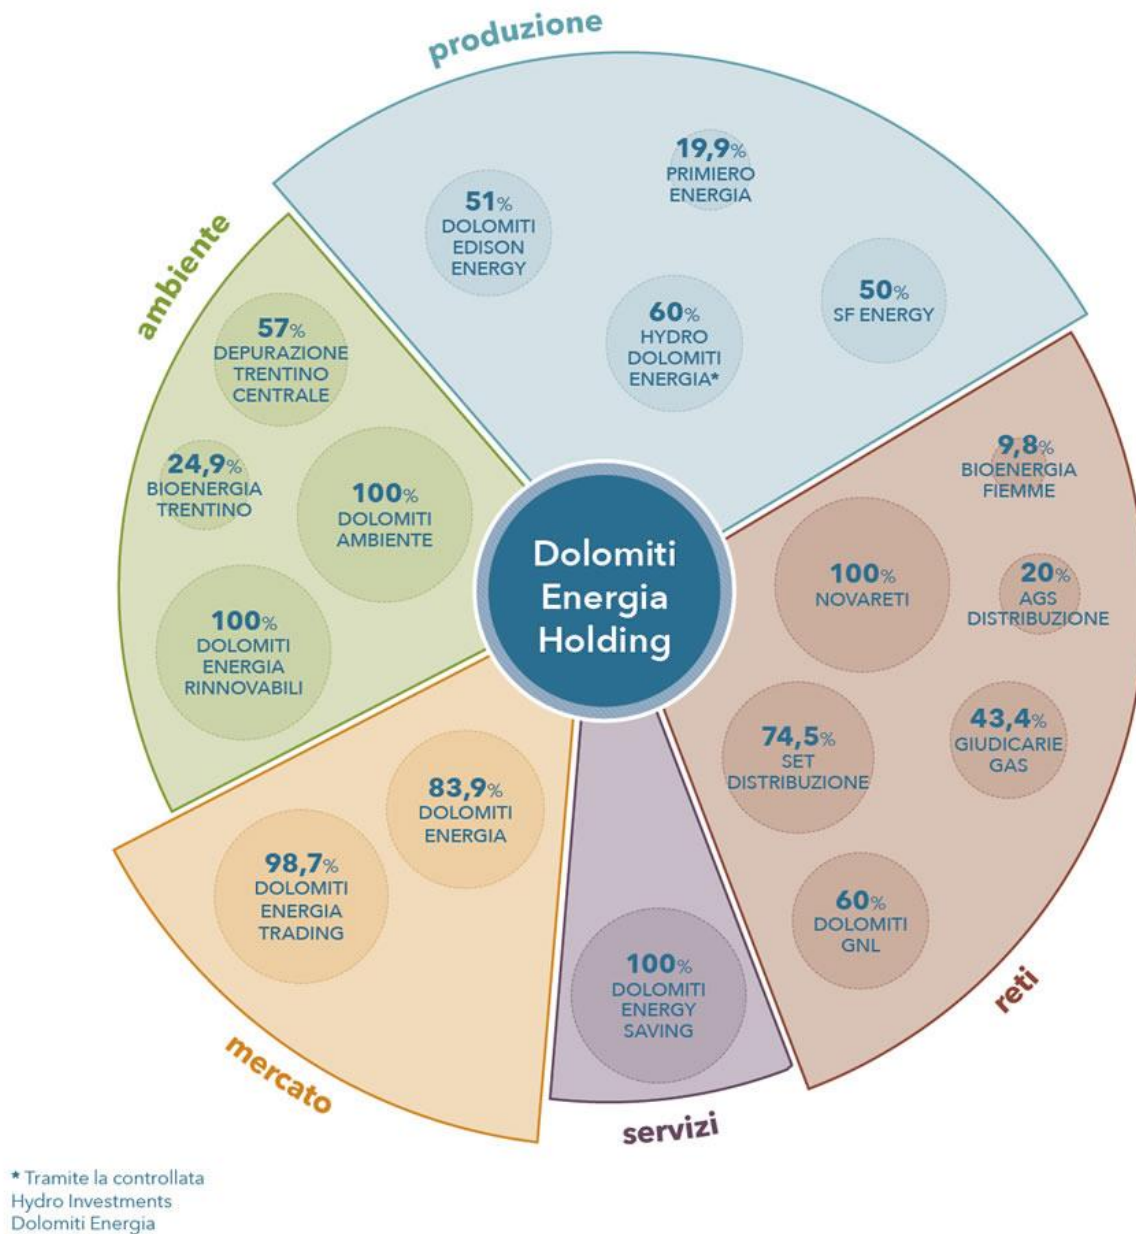 produzione
19,9%
PRIMIERO
ENERGIA
51%
DOLOMITI
EDISON
ENERGY
50%
SF ENERGY
60%
HYDRO
DOLOMITI
ENERGIA*
ambiente
57%
DEPURAZIONE
TRENTINO
CENTRALE
24,9%
BIOENERGIA
TRENTINO
100%
DOLOMITI
AMBIENTE
100%
DOLOMITI
ENERGIA
RINNOVABILI
Dolomiti
Energia
Holding
9,8%
BIOENERGIA
FIEMME
100%
NOVARETI
20%
AGS
DISTRIBUZIONE
74,5%
SET
DISTRIBUZIONE
43,4%
GIUDICARIE
GAS
60%
DOLOMITI
GNL
reti
83,9%
DOLOMITI
ENERGIA
98,7%
DOLOMITI
ENERGIA
TRADING
mercato
100%
DOLOMITI
ENERGY
SAVING
servizi
* Tramite la controllata
Hydro Investments
Dolomiti Energia